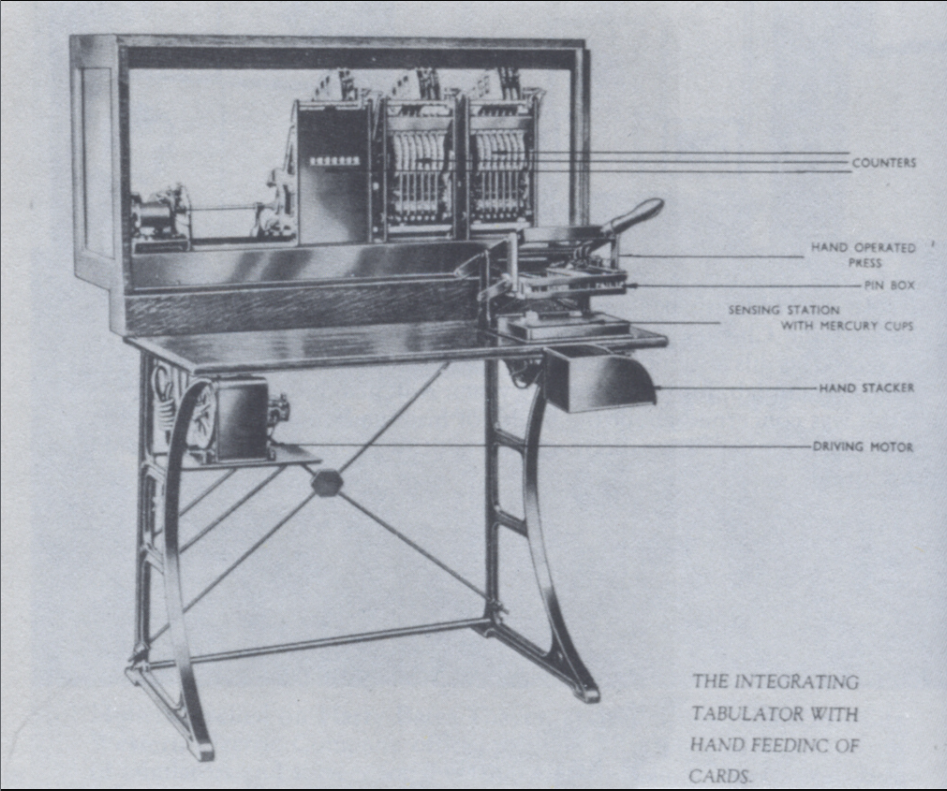 COUNTERS
HAND OPERATED
PRESS
PIN BOX
SENSING STATION
WITH MERCURY CUPS
HAND STACKER
DRIVING MOTOR
THE INTEGRATING
TABULATOR WITH
HAND FEEDING OF
CARDS.